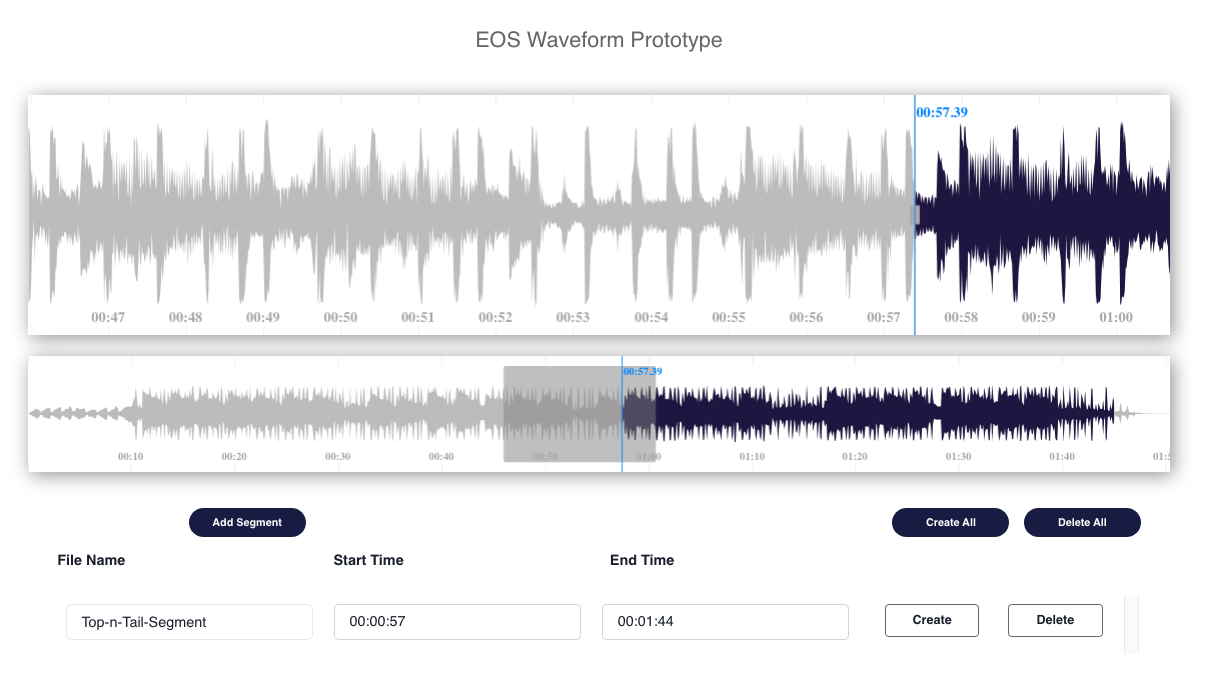 EOS Waveform Prototype
00:57.39
00:47 00:48 00:49 00:50 00:51 00:52 00:53 00:54 00:55 00:56 00:57 00:58 00:59 01:00
00:57.39
00:10 00:20 00:30 00:40 00:50 01:00 01:10 01:20 01:30 01:40
Add Segment Create All Delete All
File Name Start Time End Time
Top-n-Tail-Segment 00:00:57 00:01:44 Create Delete